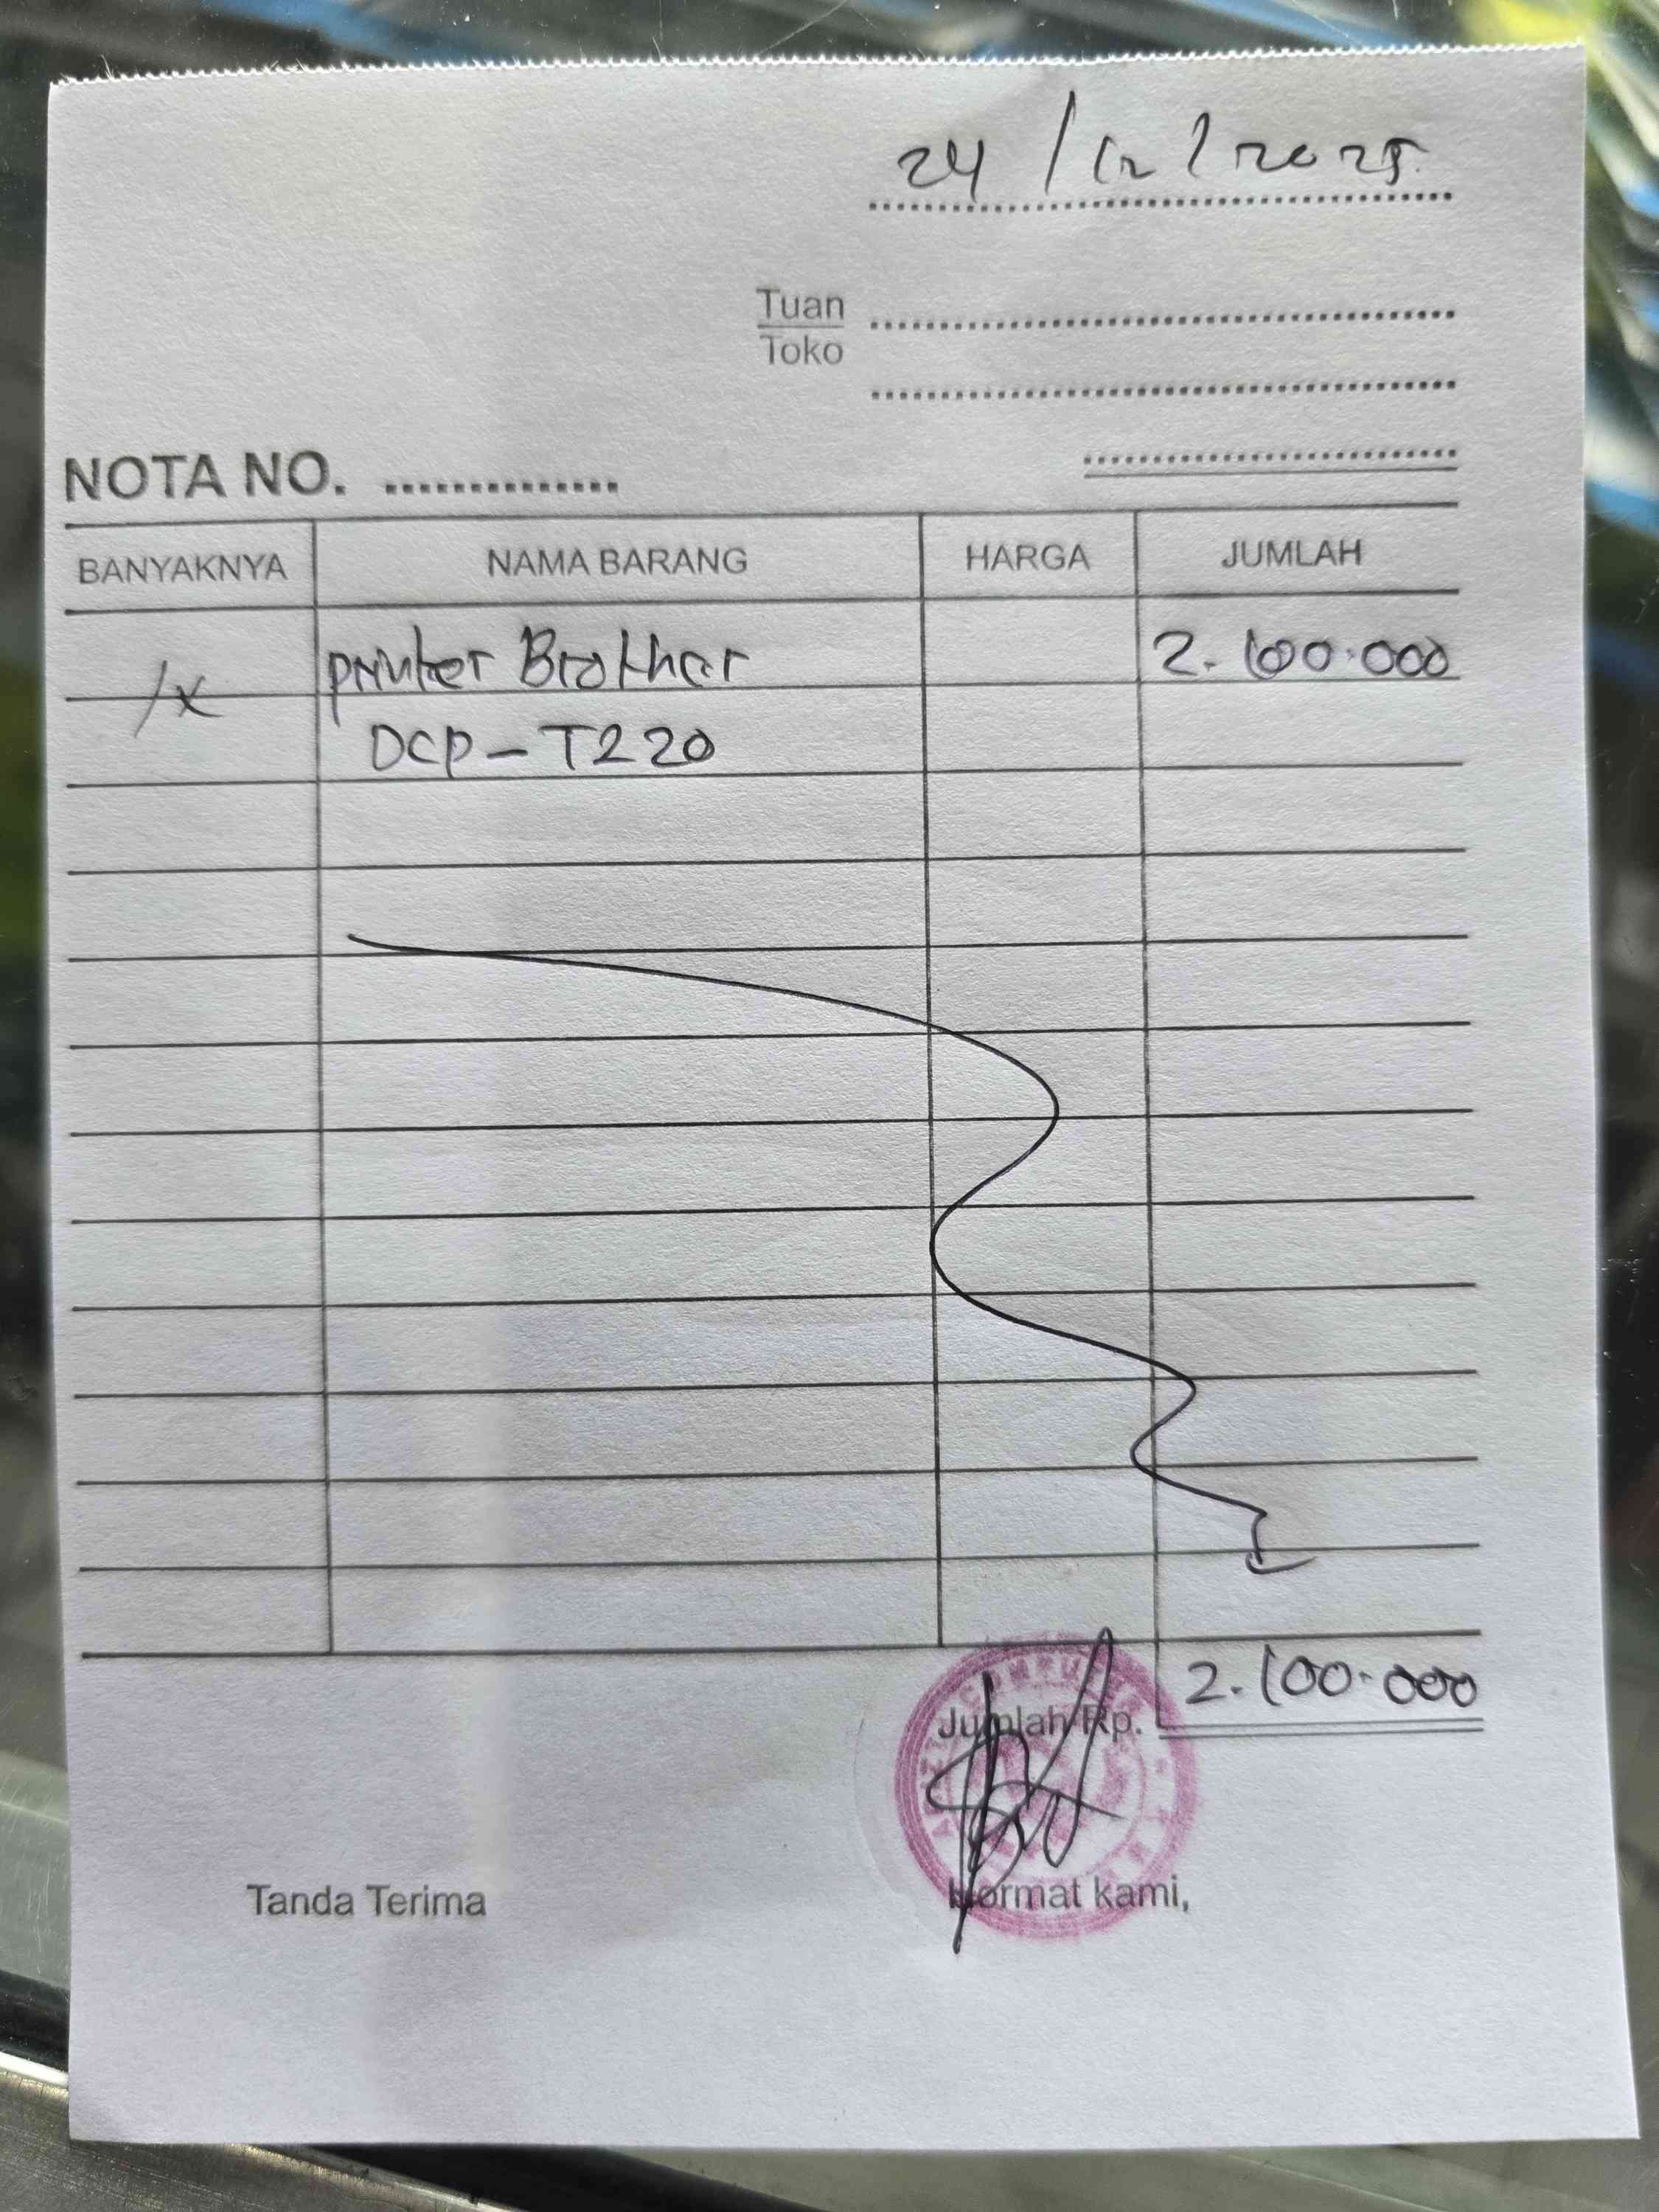 24/12/2025
Tuan
Toko
NOTA NO. ...............
BANYAKNYA NAMA BARANG HARGA JUMLAH
1x printer Brother 2.100.000
DCP-T220
Jumlah Rp. 2.100.000
Tanda Terima Hormat kami,